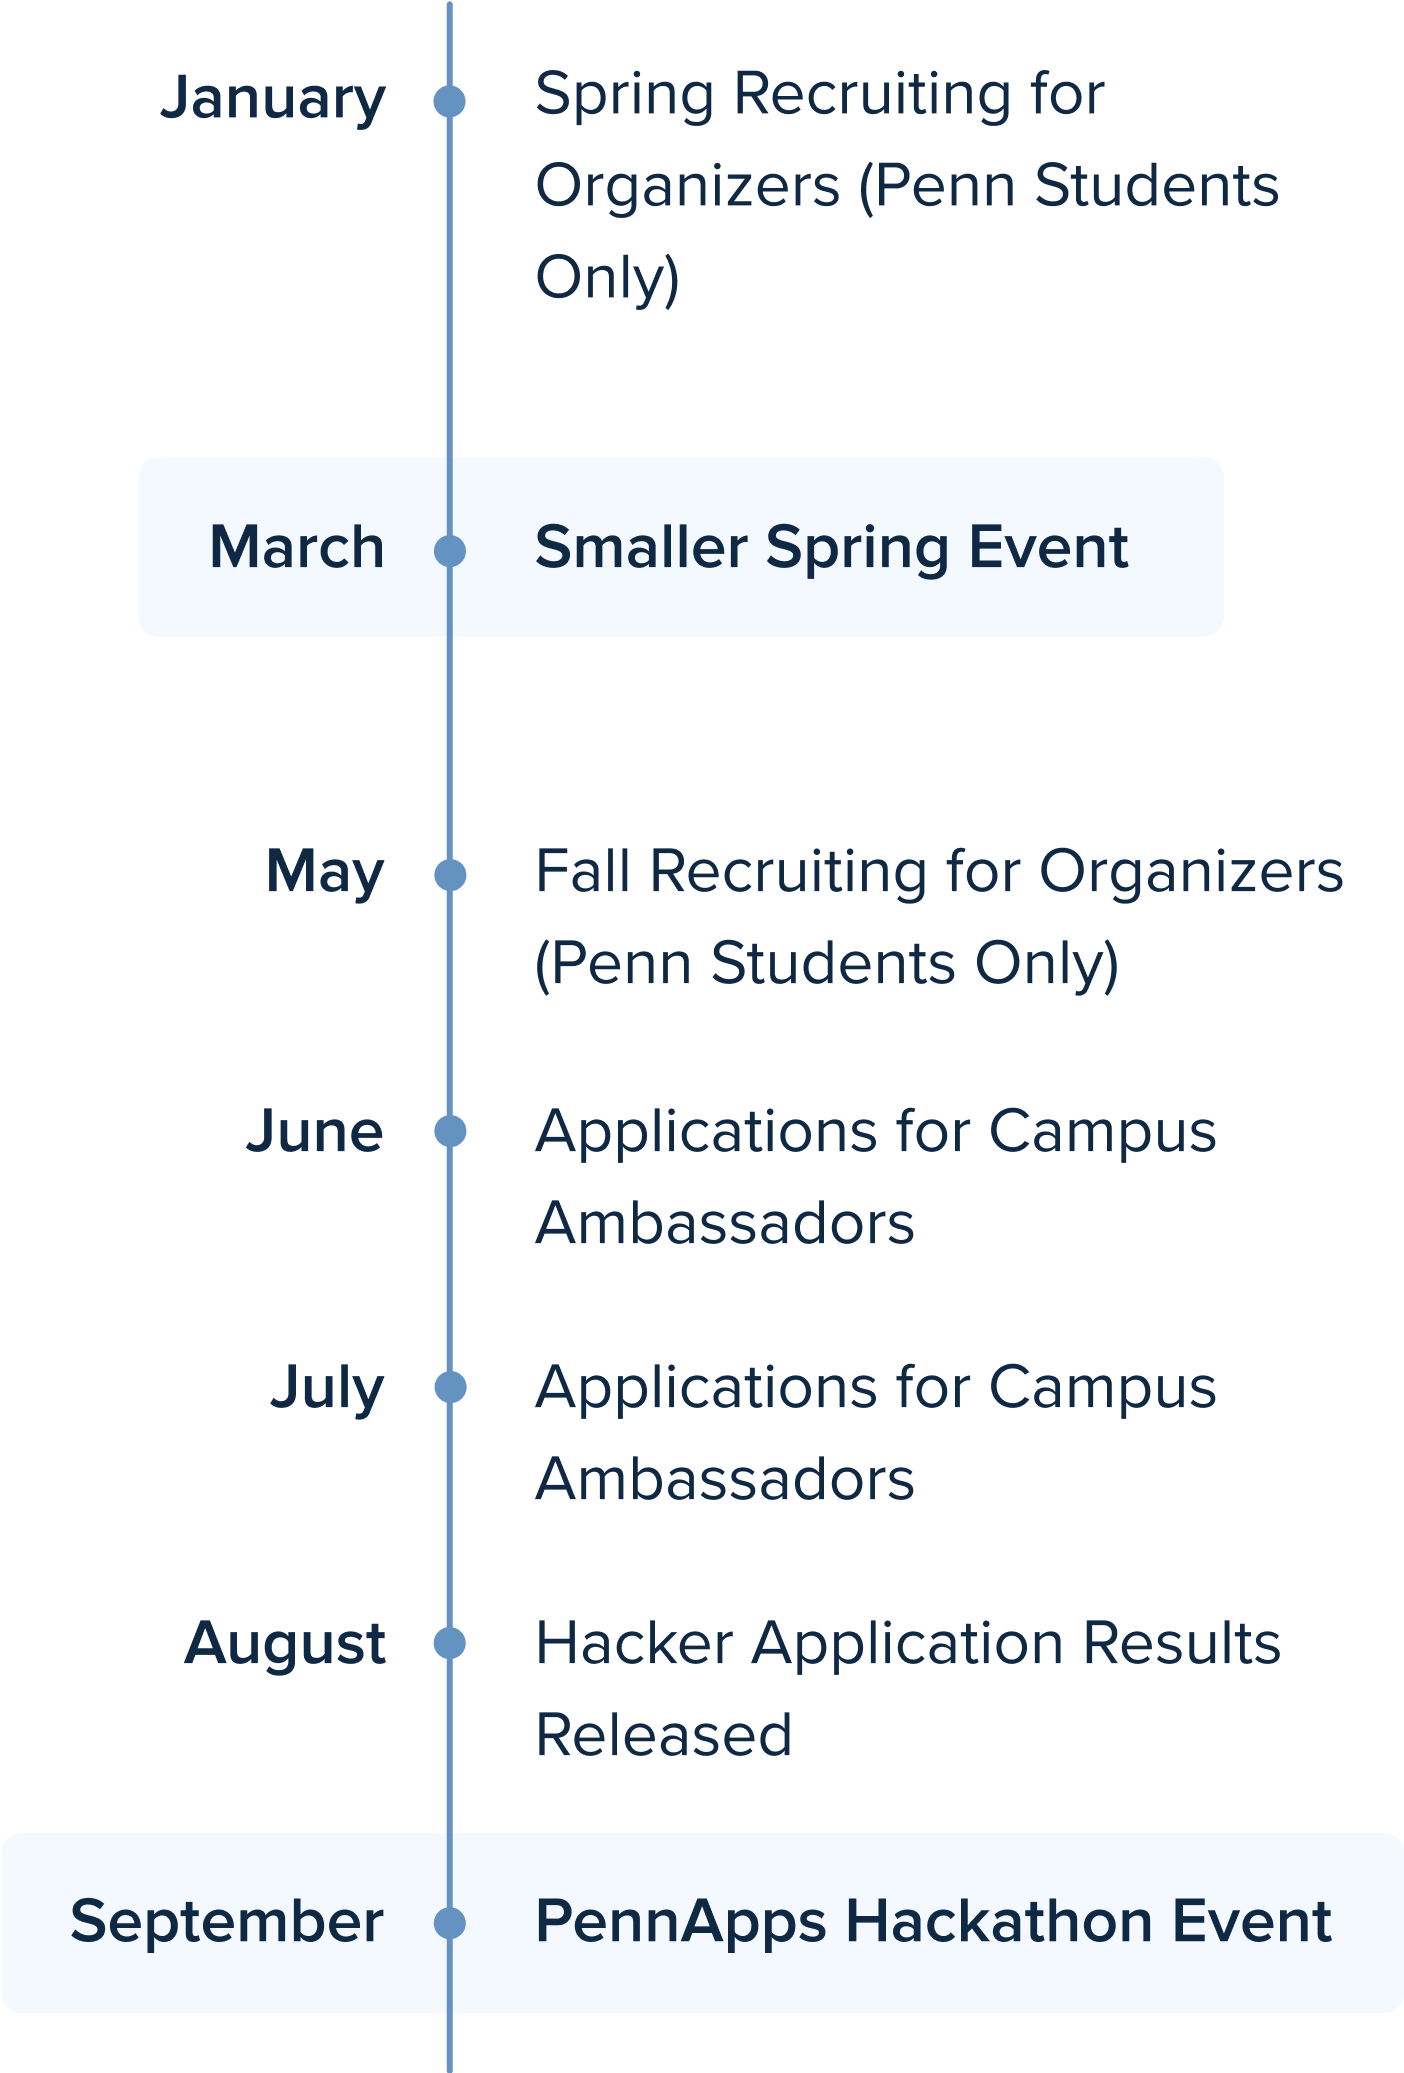 January
Spring Recruiting for
Organizers (Penn Students
Only)
March
Smaller Spring Event
May
Fall Recruiting for Organizers
(Penn Students Only)
June
Applications for Campus
Ambassadors
July
Applications for Campus
Ambassadors
August
Hacker Application Results
Released
September
PennApps Hackathon Event